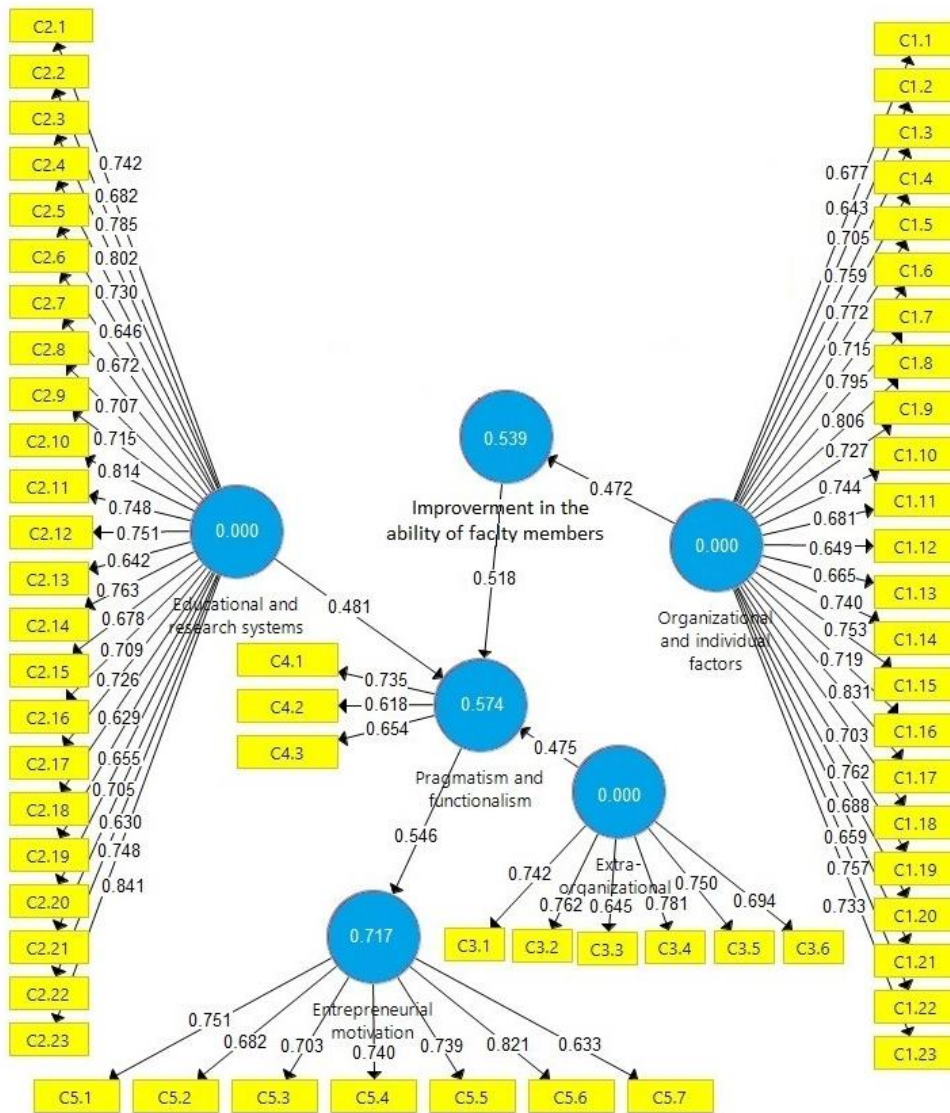 C2.1
C2.2
C2.3
C2.4
C2.5
C2.6
C2.7
C2.8
C2.9
C2.10
C2.11
C2.12
C2.13
C2.14
C2.15
C2.16
C2.17
C2.18
C2.19
C2.20
C2.21
C2.22
C2.23
0.742
0.682
0.785
0.802
0.730
0.646
0.672
0.707
0.715
0.814
0.748
0.751
0.642
0.763
0.678
0.709
0.726
0.629
0.655
0.705
0.630
0.748
0.841
0.000
Educational and
research systems
0.481
0.539
Improverment in the
ability of faclty members
0.472
0.518
C4.1
C4.2
C4.3
0.735
0.618
0.654
0.574
Pragmatism and
functionalism
0.475
0.546
0.000
Extra-
organizational
0.742
0.762
0.645
0.781
0.750
0.694
C3.1
C3.2
C3.3
C3.4
C3.5
C3.6
0.717
Entrepreneurial
motivation
0.751
0.682
0.703
0.740
0.739
0.821
0.633
C5.1
C5.2
C5.3
C5.4
C5.5
C5.6
C5.7
0.000
Organizational
and individual
factors
0.677
0.643
0.705
0.759
0.772
0.715
0.795
0.806
0.727
0.744
0.681
0.649
0.665
0.740
0.753
0.719
0.831
0.703
0.762
0.688
0.659
0.757
0.733
C1.1
C1.2
C1.3
C1.4
C1.5
C1.6
C1.7
C1.8
C1.9
C1.10
C1.11
C1.12
C1.13
C1.14
C1.15
C1.16
C1.17
C1.18
C1.19
C1.20
C1.21
C1.22
C1.23